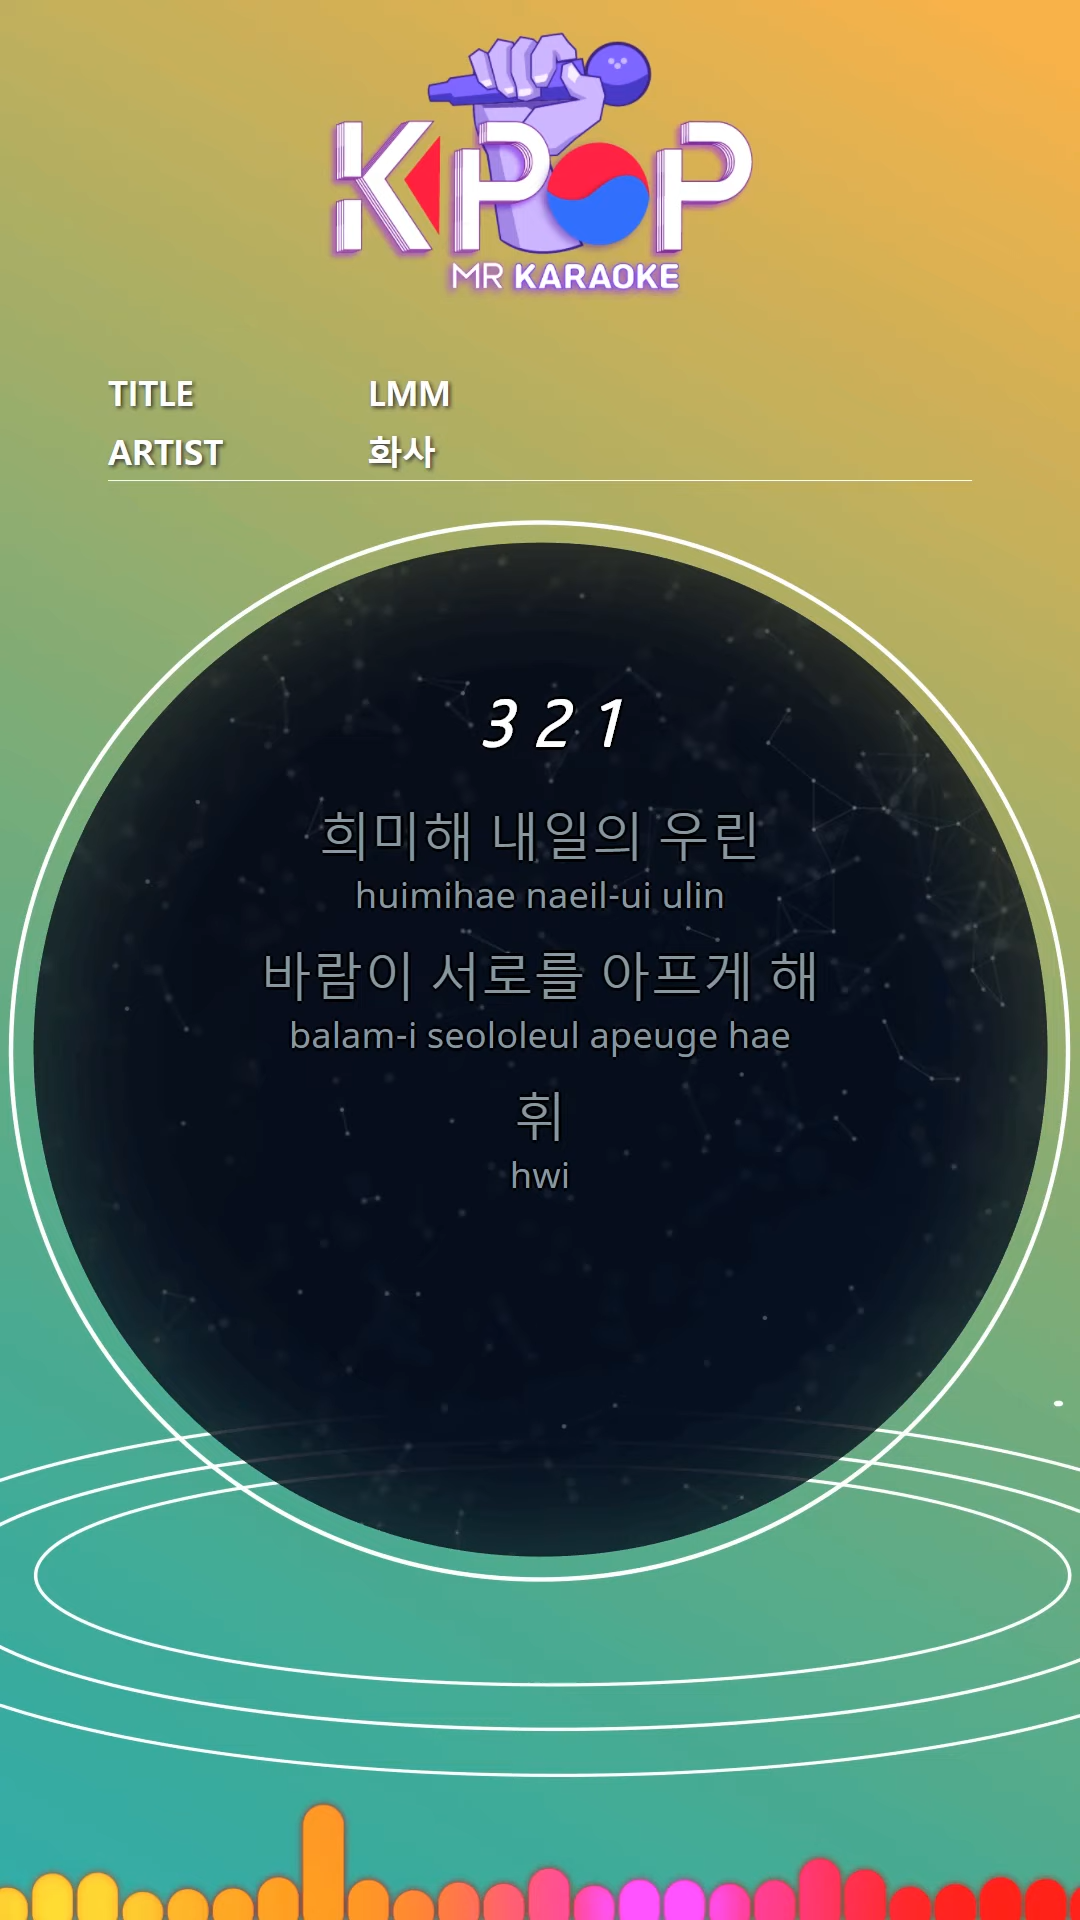 KPOP
MR KARAOKE
TITLE LMM
ARTIST 화사
3 2 1
희미해 내일의 우린
huimihae naeil-ui ulin
바람이 서로를 아프게 해
balam-i seololeul apeuge hae
휘
hwi